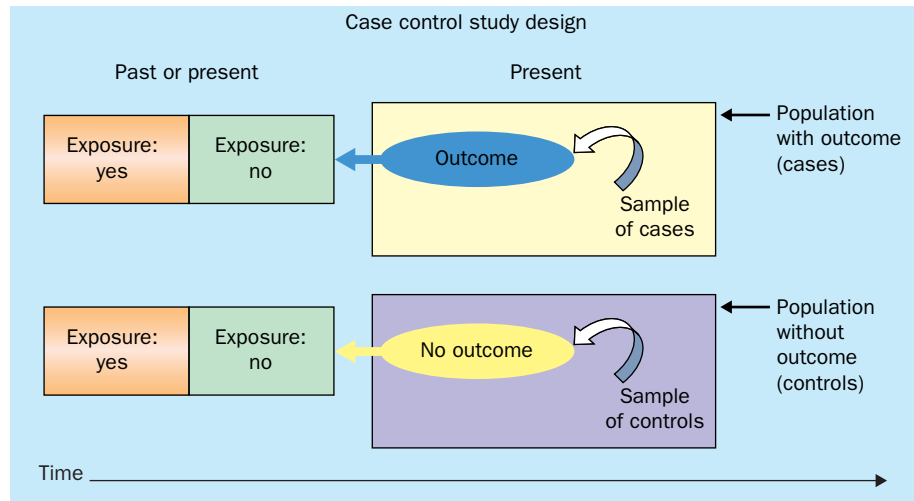 Case control study design
Past or present
Present
Exposure:
yes
Exposure:
no
Outcome
Sample
of cases
Population
with outcome
(cases)
Exposure:
yes
Exposure:
no
No outcome
Sample
of controls
Population
without
outcome
(controls)
Time